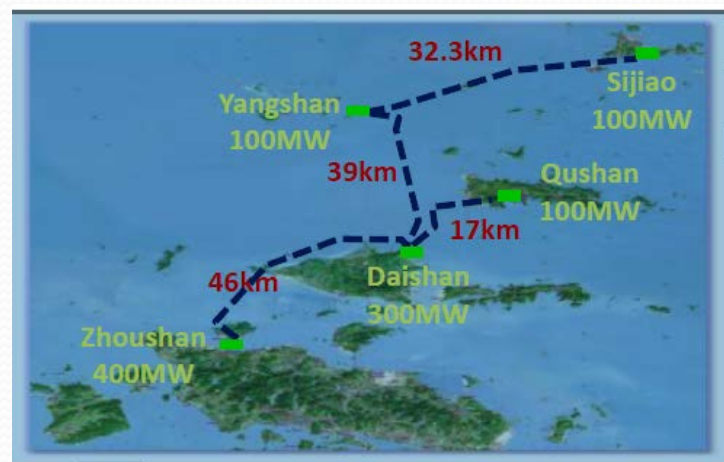 32.3km
Sijiao
100MW
Yangshan
100MW
39km
Qushan
100MW
17km
Daishan
300MW
46km
Zhoushan
400MW